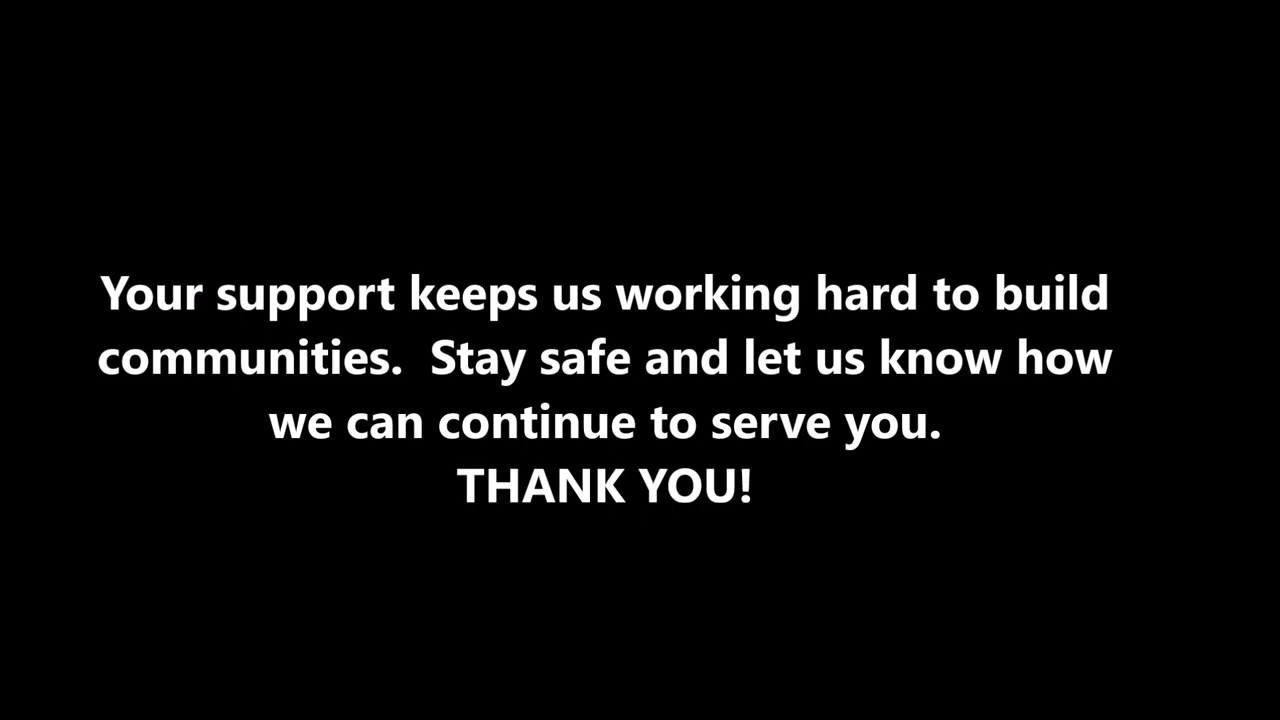 Your support keeps us working hard to build
communities.  Stay safe and let us know how
we can continue to serve you.
THANK YOU!